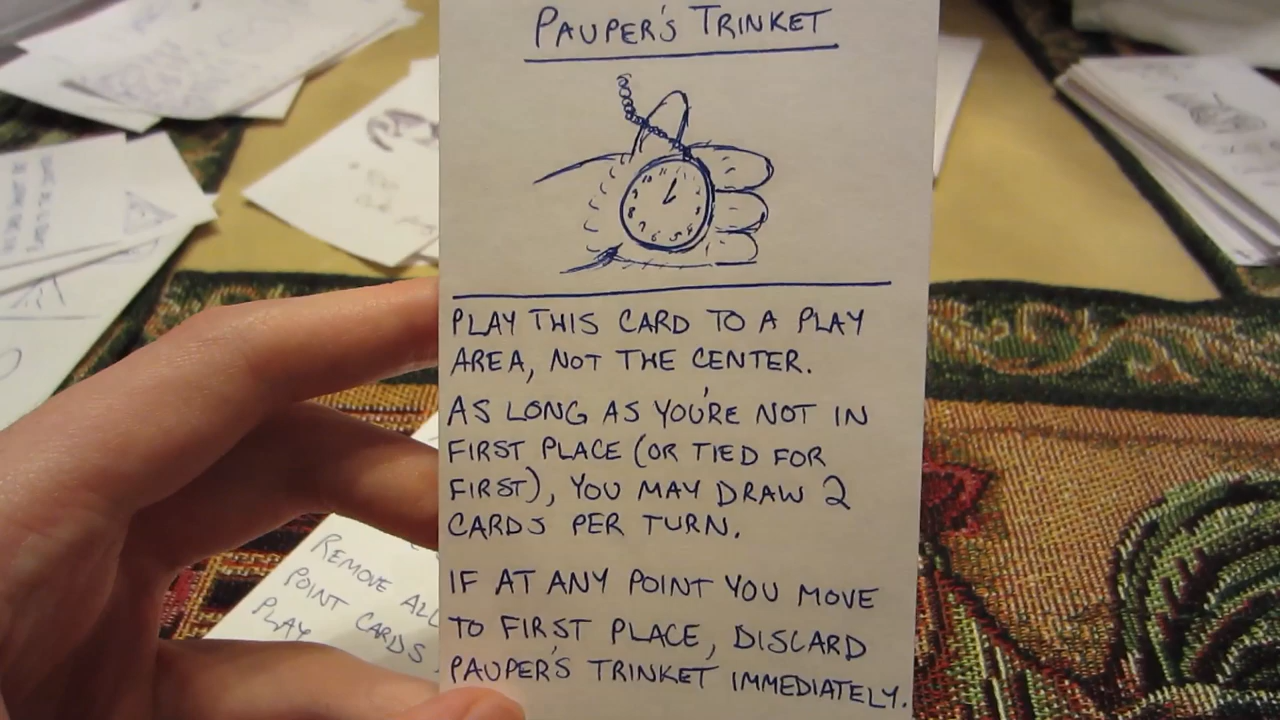 PAUPER'S TRINKET
PLAY THIS CARD TO A PLAY
AREA, NOT THE CENTER.
AS LONG AS YOU'RE NOT IN
FIRST PLACE (OR TIED FOR
FIRST), YOU MAY DRAW 2
CARDS PER TURN.
IF AT ANY POINT YOU MOVE
TO FIRST PLACE, DISCARD
PAUPER'S TRINKET IMMEDIATELY.
REMOVE ALL
POINT CARDS
PLAY